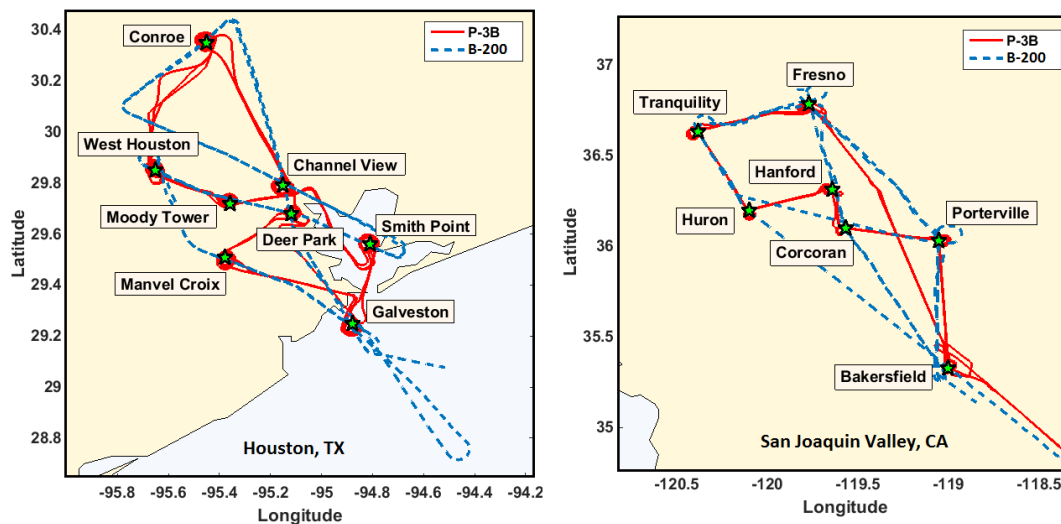 30.4
30.2
30
29.8
29.6
29.4
29.2
29
28.8
Latitude
-95.8
-95.6
-95.4
-95.2
-95
-94.8
-94.6
-94.4
-94.2
Longitude
P-3B
B-200
Conroe
West Houston
Channel View
Moody Tower
Smith Point
Deer Park
Manvel Croix
Galveston
Houston, TX
37
36.5
36
35.5
35
Latitude
-120.5
-120
-119.5
-119
-118.5
Longitude
P-3B
B-200
Fresno
Tranquility
Hanford
Huron
Porterville
Corcoran
Bakersfield
San Joaquin Valley, CA